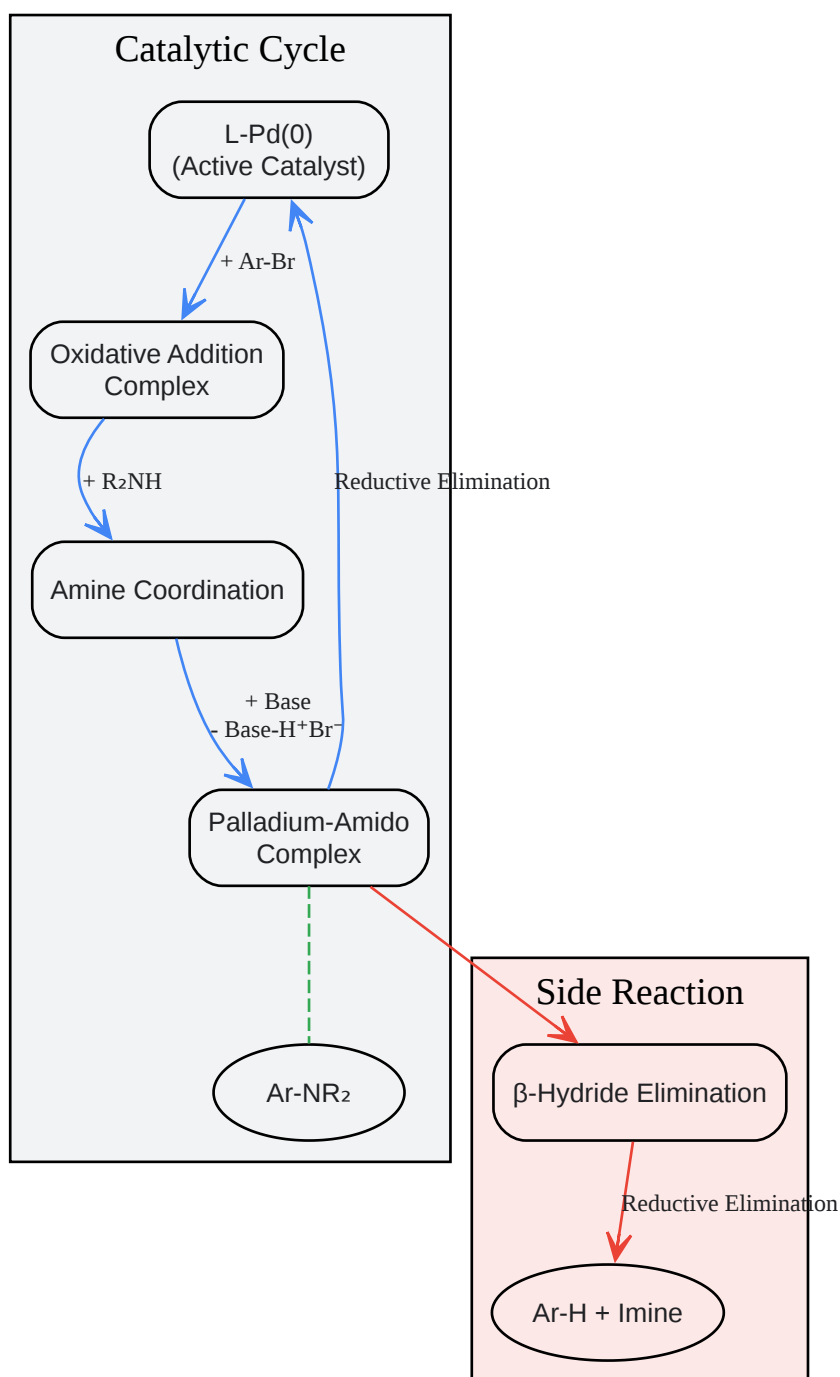 Catalytic Cycle
L-Pd(0)
(Active Catalyst)
+ Ar-Br
Oxidative Addition
Complex
+ R₂NH
Reductive Elimination
Amine Coordination
+ Base
- Base-H⁺Br⁻
Palladium-Amido
Complex
Side Reaction
Ar-NR₂
β-Hydride Elimination
Reductive Elimination
Ar-H + Imine